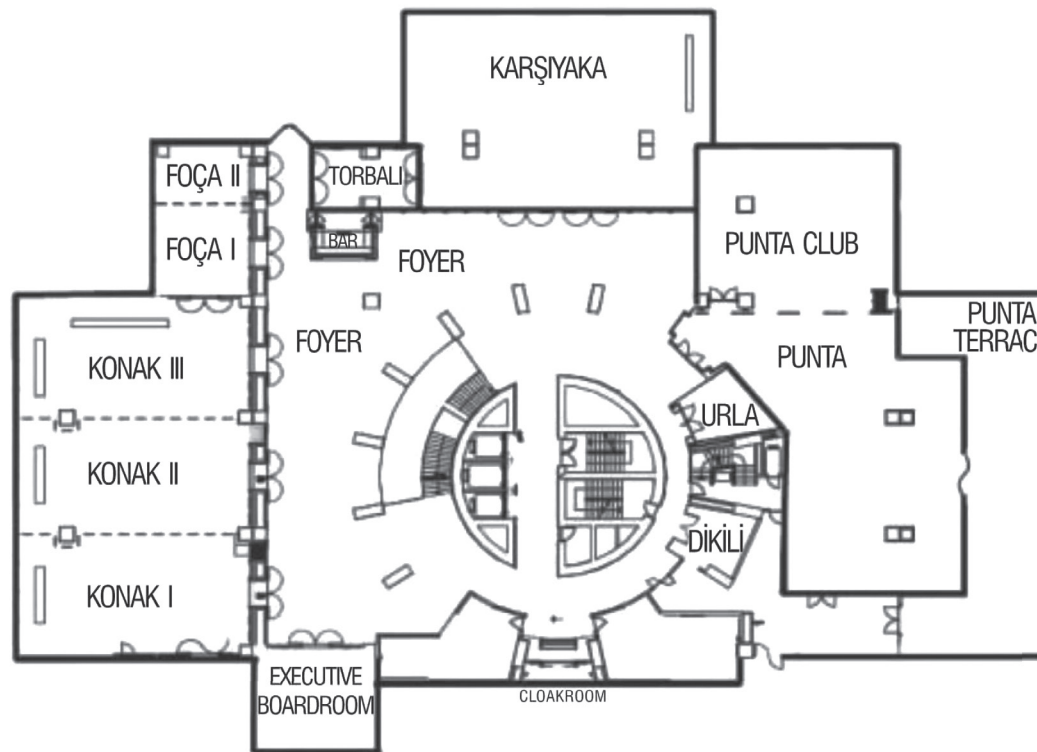 KARŞIYAKA
FOÇA II
TORBALI
FOÇA I
BAR
FOYER
PUNTA CLUB
PUNTA
TERRAC
FOYER
PUNTA
KONAK III
URLA
KONAK II
DİKİLİ
KONAK I
EXECUTIVE
BOARDROOM
CLOAKROOM